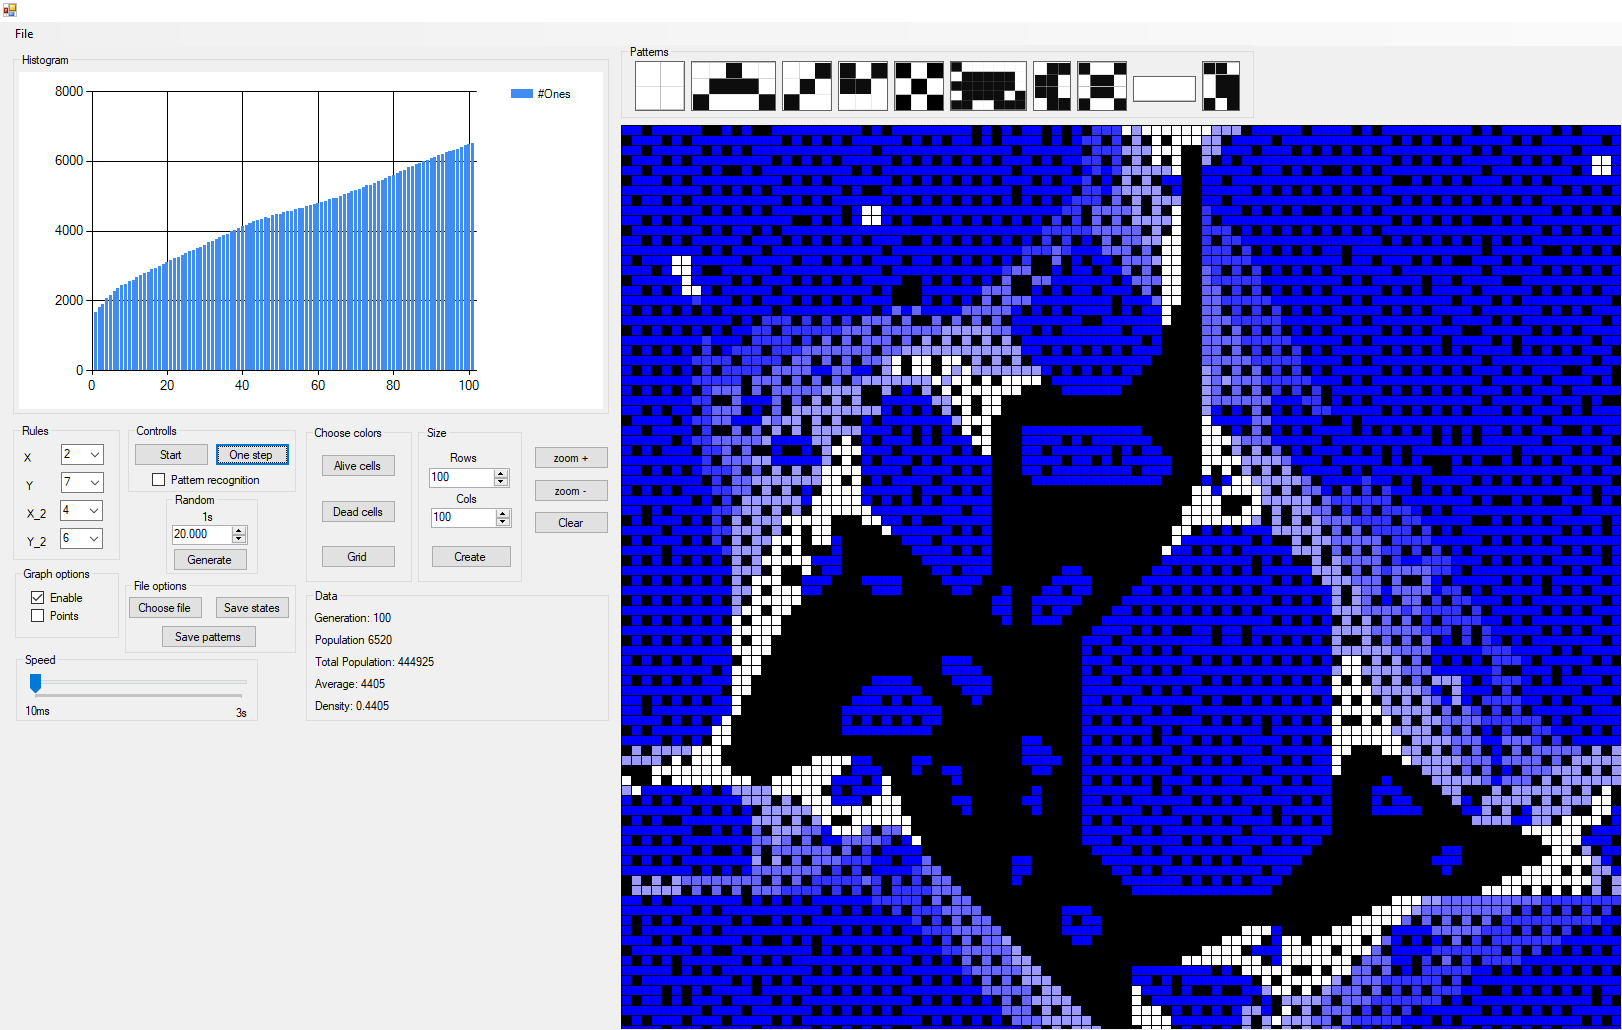 File
Histogram
8000
6000
4000
2000
0
0 20 40 60 80 100
#Ones
Patterns
Rules
X 2
Y 7
X_2 4
Y_2 6
Controlls
Start One step
Pattern recognition
Random
1s
20.000
Generate
Choose colors
Alive cells
Dead cells
Grid
Size
Rows
100
Cols
100
Create
zoom +
zoom -
Clear
Graph options
Enable
Points
File options
Choose file Save states
Save patterns
Speed
10ms 3s
Data
Generation: 100
Population 6520
Total Population: 444925
Average: 4405
Density: 0.4405